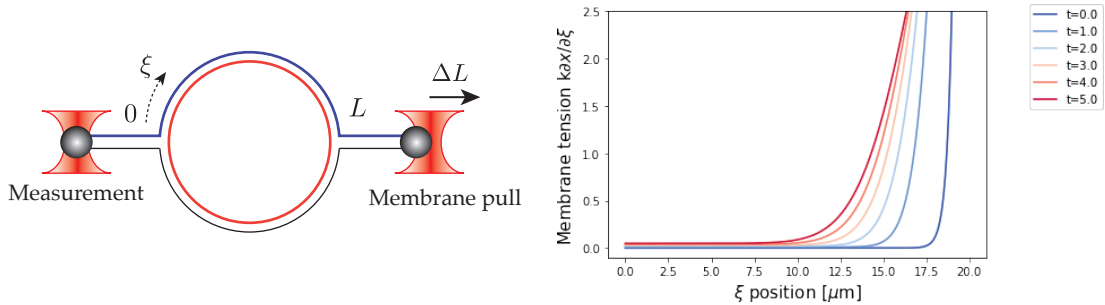 ξ
0
L
ΔL
Measurement
Membrane pull
Membrane tension k∂x/∂ξ
2.5
2.0
1.5
1.0
0.5
0.0
0.0 2.5 5.0 7.5 10.0 12.5 15.0 17.5 20.0
ξ position [μm]
t=0.0
t=1.0
t=2.0
t=3.0
t=4.0
t=5.0